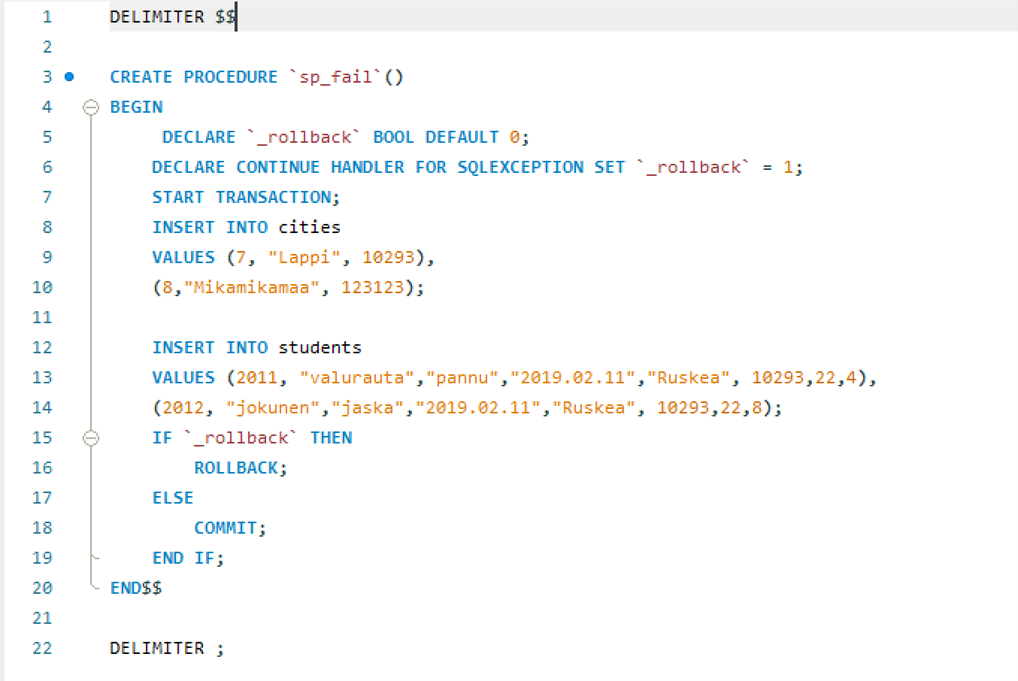 1 DELIMITER $$
2
3 CREATE PROCEDURE `sp_fail`()
4 BEGIN
5 DECLARE `_rollback` BOOL DEFAULT 0;
6 DECLARE CONTINUE HANDLER FOR SQLEXCEPTION SET `_rollback` = 1;
7 START TRANSACTION;
8 INSERT INTO cities
9 VALUES (7, "Lappi", 10293),
10 (8,"Mikamikamaa", 123123);
11
12 INSERT INTO students
13 VALUES (2011, "valurauta","pannu","2019.02.11","Ruskea", 10293,22,4),
14 (2012, "jokunen","jaska","2019.02.11","Ruskea", 10293,22,8);
15 IF `_rollback` THEN
16 ROLLBACK;
17 ELSE
18 COMMIT;
19 END IF;
20 END$$
21
22 DELIMITER ;